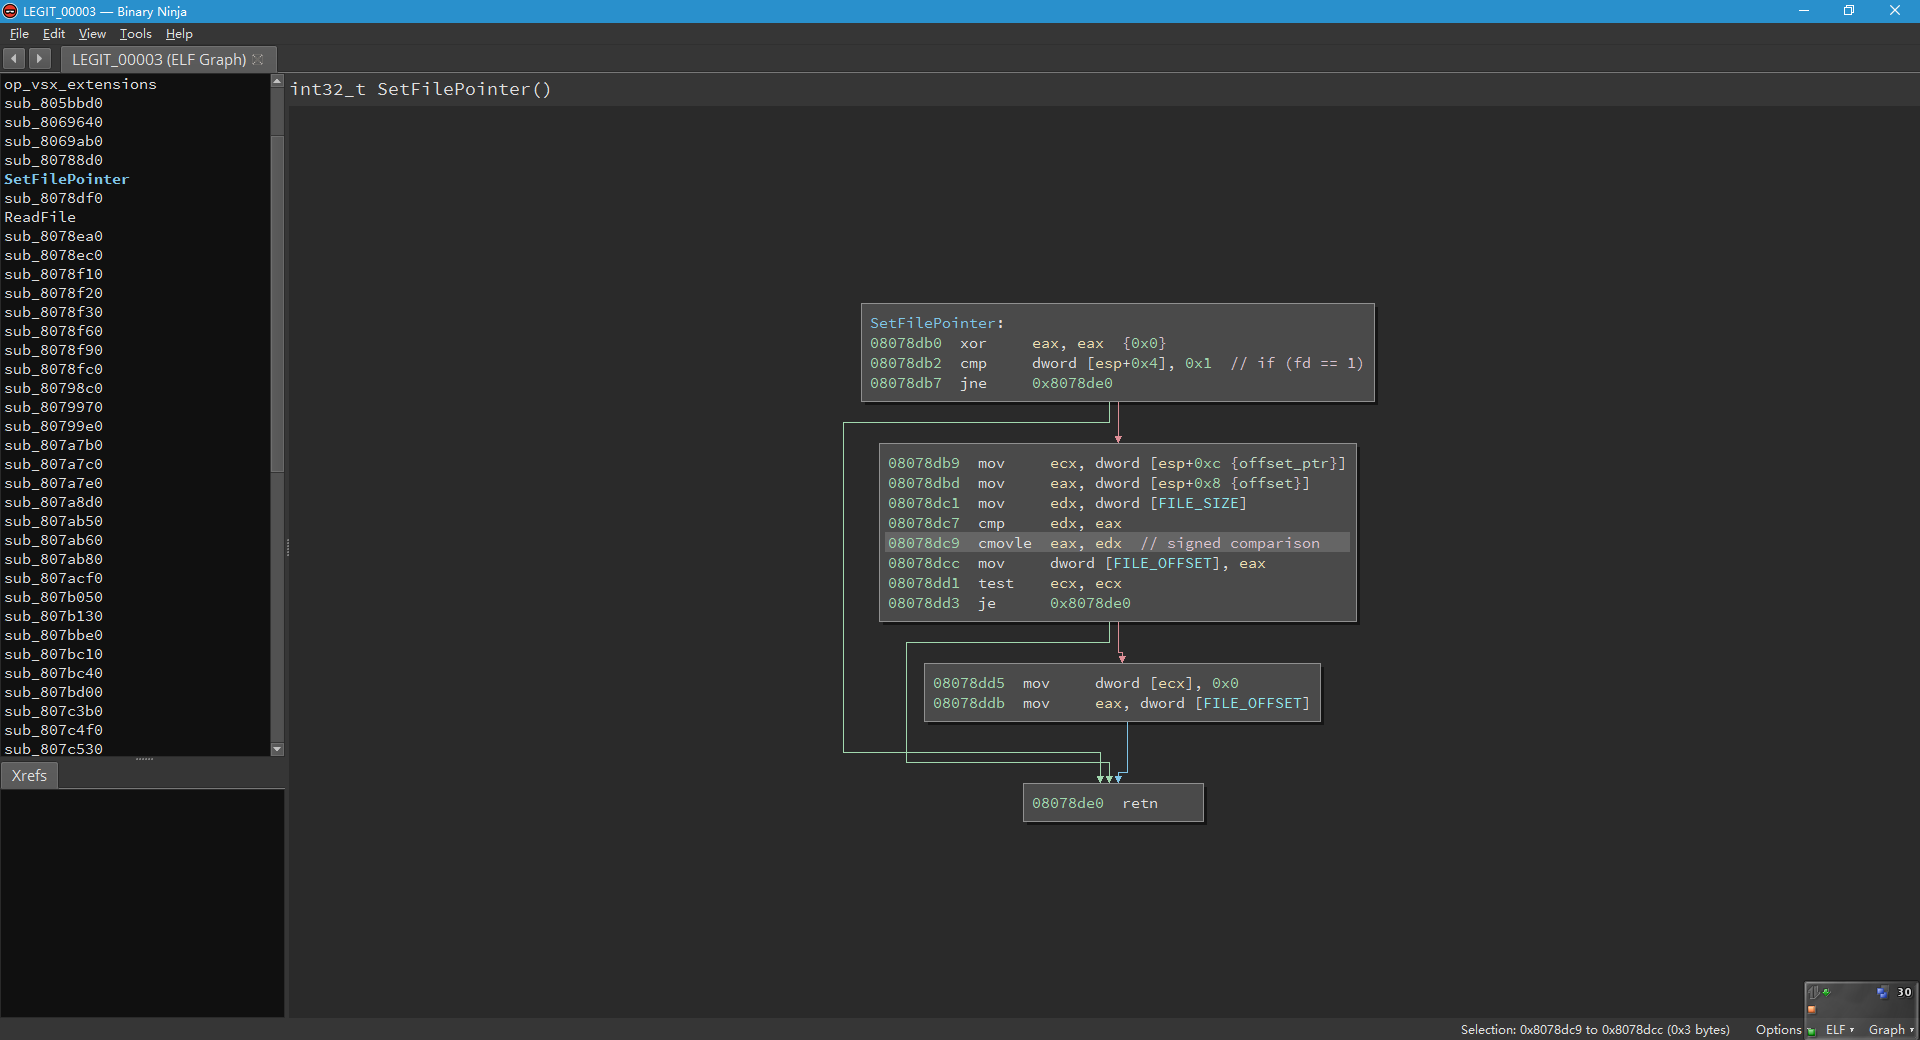 LEGIT_00003 — Binary Ninja
File Edit View Tools Help
LEGIT_00003 (ELF Graph)
op_vsx_extensions
sub_805bbd0
sub_8069640
sub_8069ab0
sub_80788d0
SetFilePointer
sub_8078df0
ReadFile
sub_8078ea0
sub_8078ec0
sub_8078f10
sub_8078f20
sub_8078f30
sub_8078f60
sub_8078f90
sub_8078fc0
sub_80798c0
sub_8079970
sub_80799e0
sub_807a7b0
sub_807a7c0
sub_807a7e0
sub_807a8d0
sub_807ab50
sub_807ab60
sub_807ab80
sub_807acf0
sub_807b050
sub_807b130
sub_807bbe0
sub_807bc10
sub_807bc40
sub_807bd00
sub_807c3b0
sub_807c4f0
sub_807c530
Xrefs
int32_t SetFilePointer()
SetFilePointer:
08078db0 xor eax, eax {0x0}
08078db2 cmp dword [esp+0x4], 0x1 // if (fd == 1)
08078db7 jne 0x8078de0
08078db9 mov ecx, dword [esp+0xc {offset_ptr}]
08078dbd mov eax, dword [esp+0x8 {offset}]
08078dc1 mov edx, dword [FILE_SIZE]
08078dc7 cmp edx, eax
08078dc9 cmovle eax, edx // signed comparison
08078dcc mov dword [FILE_OFFSET], eax
08078dd1 test ecx, ecx
08078dd3 je 0x8078de0
08078dd5 mov dword [ecx], 0x0
08078ddb mov eax, dword [FILE_OFFSET]
08078de0 retn
30
Selection: 0x8078dc9 to 0x8078dcc (0x3 bytes) Options ELF Graph